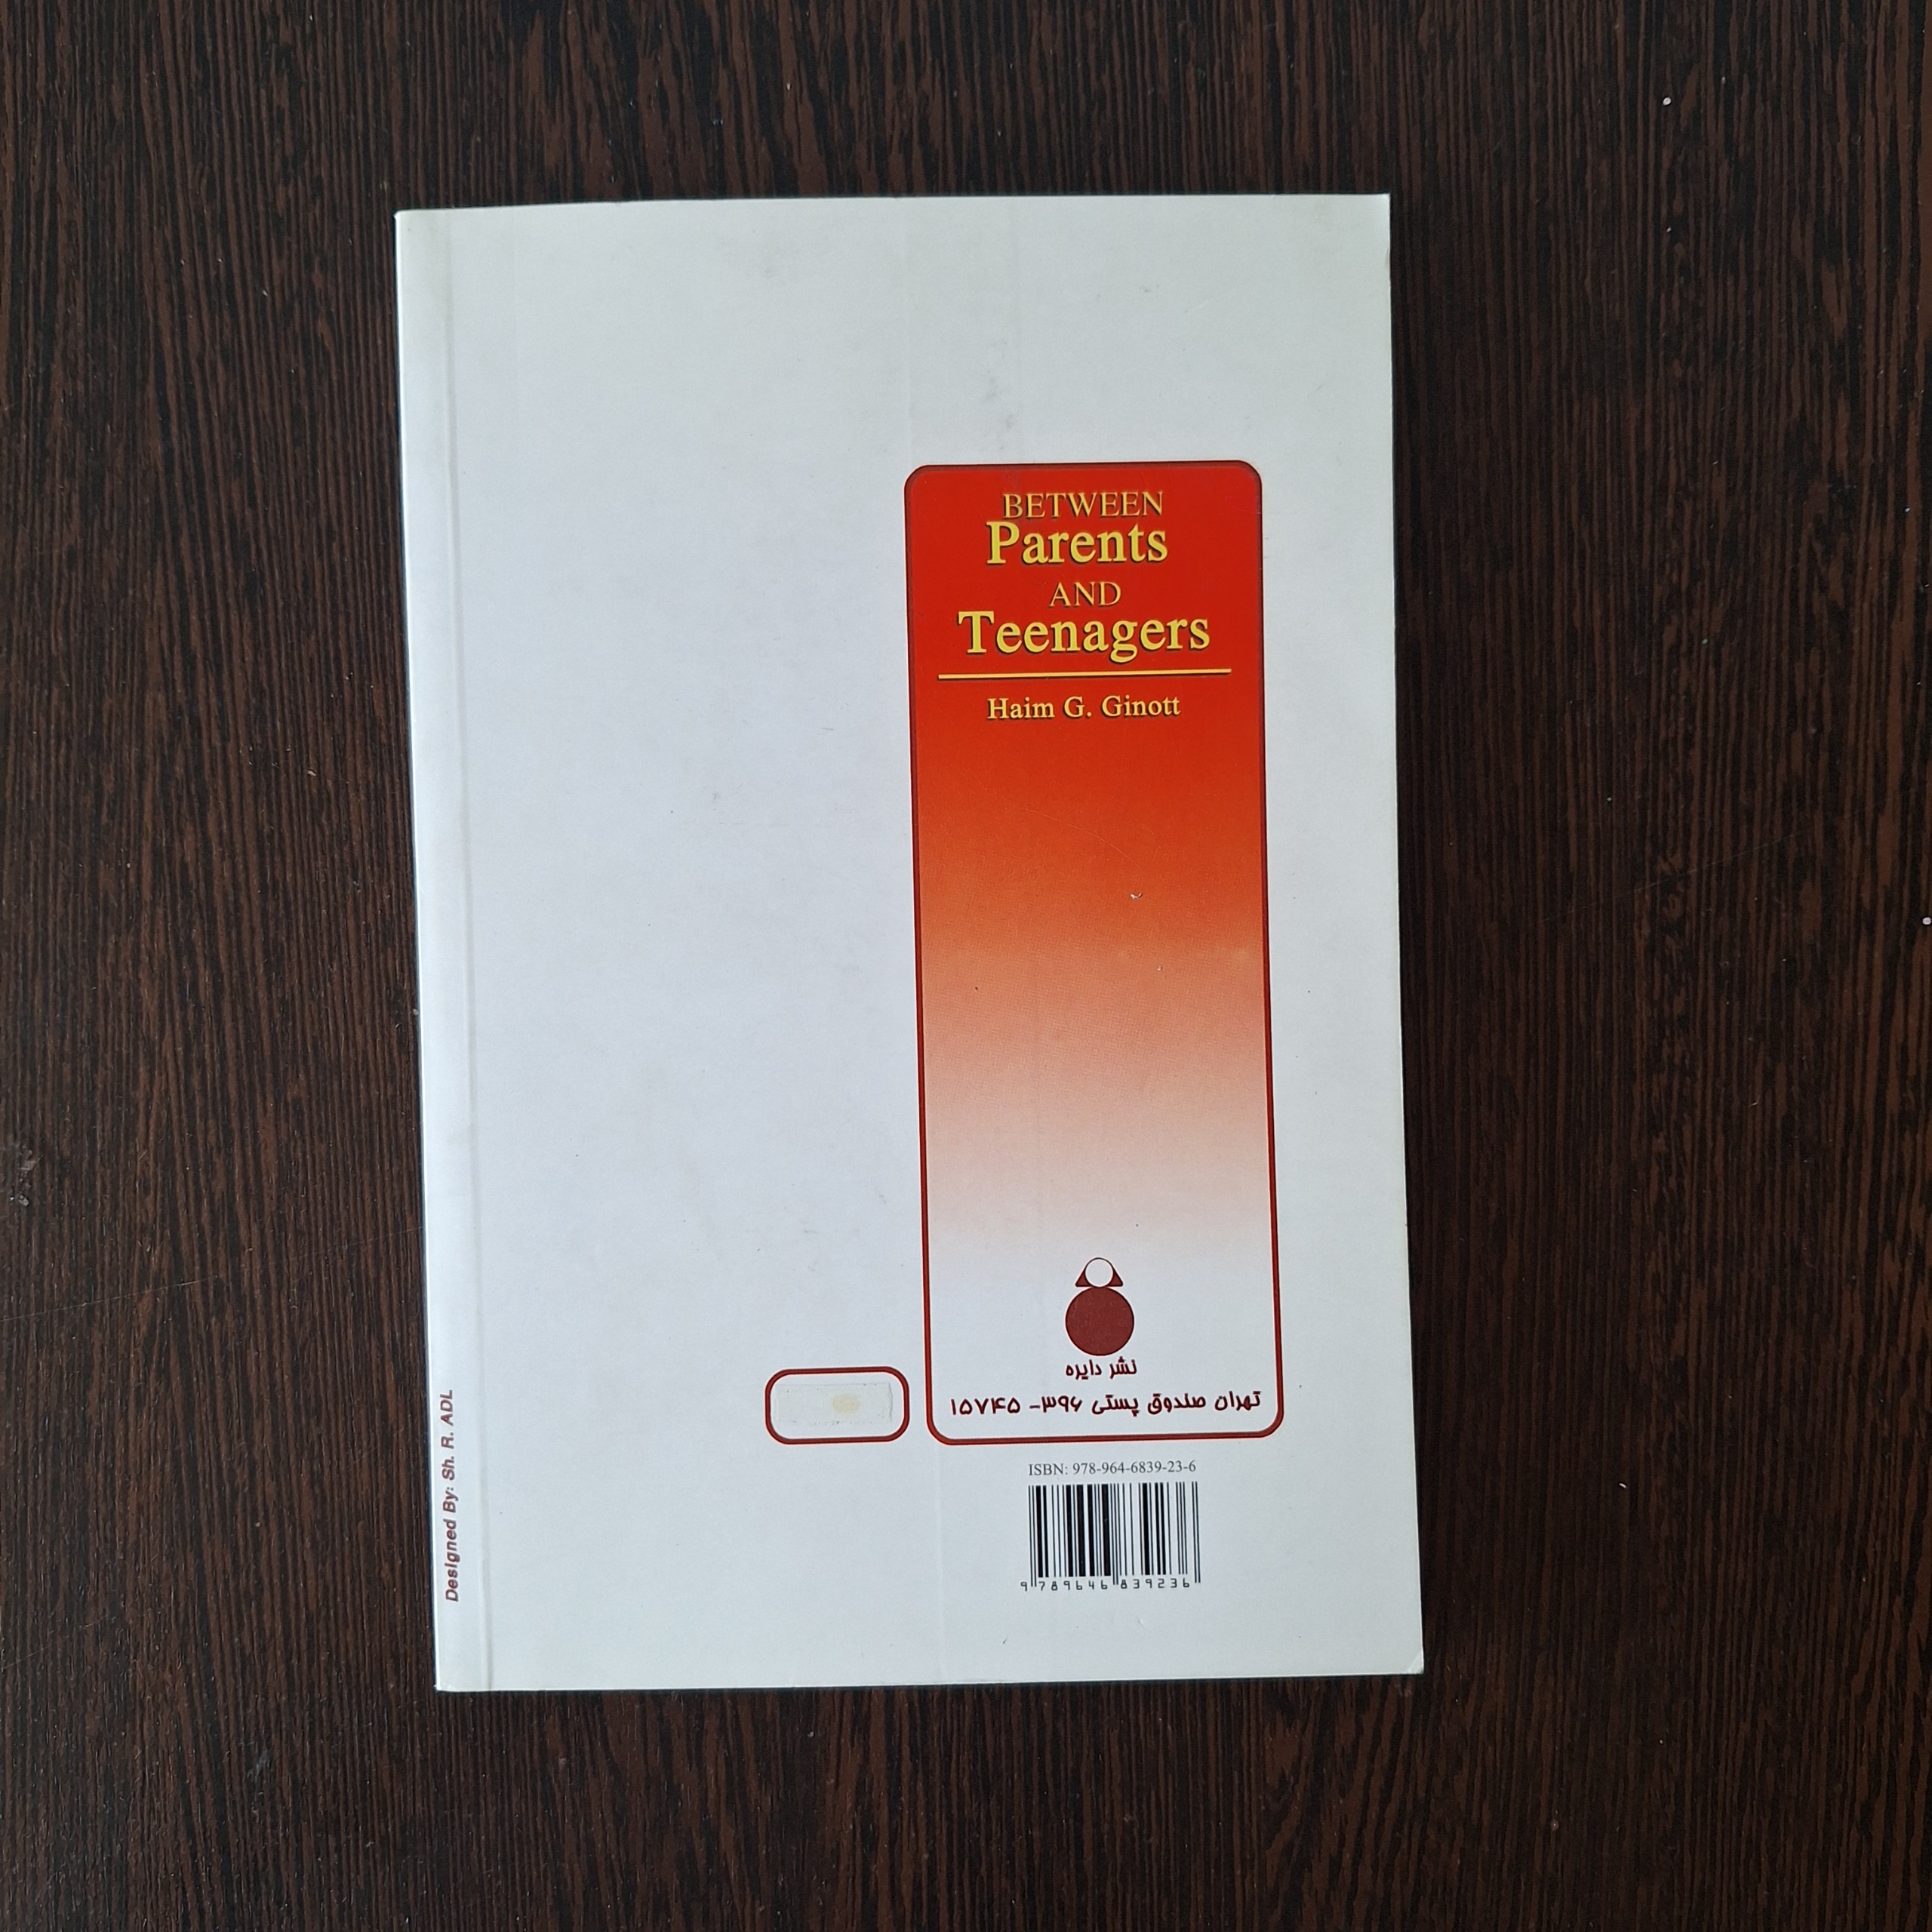 BETWEEN
Parents
AND
Teenagers
Haim G. Ginott
نشر دایره
تهران صندوق پستی ۳۹۶- ۱۵۷۴۵
ISBN: 978-964-6839-23-6
9 789646 839236
Designed By: Sh. R. ADL